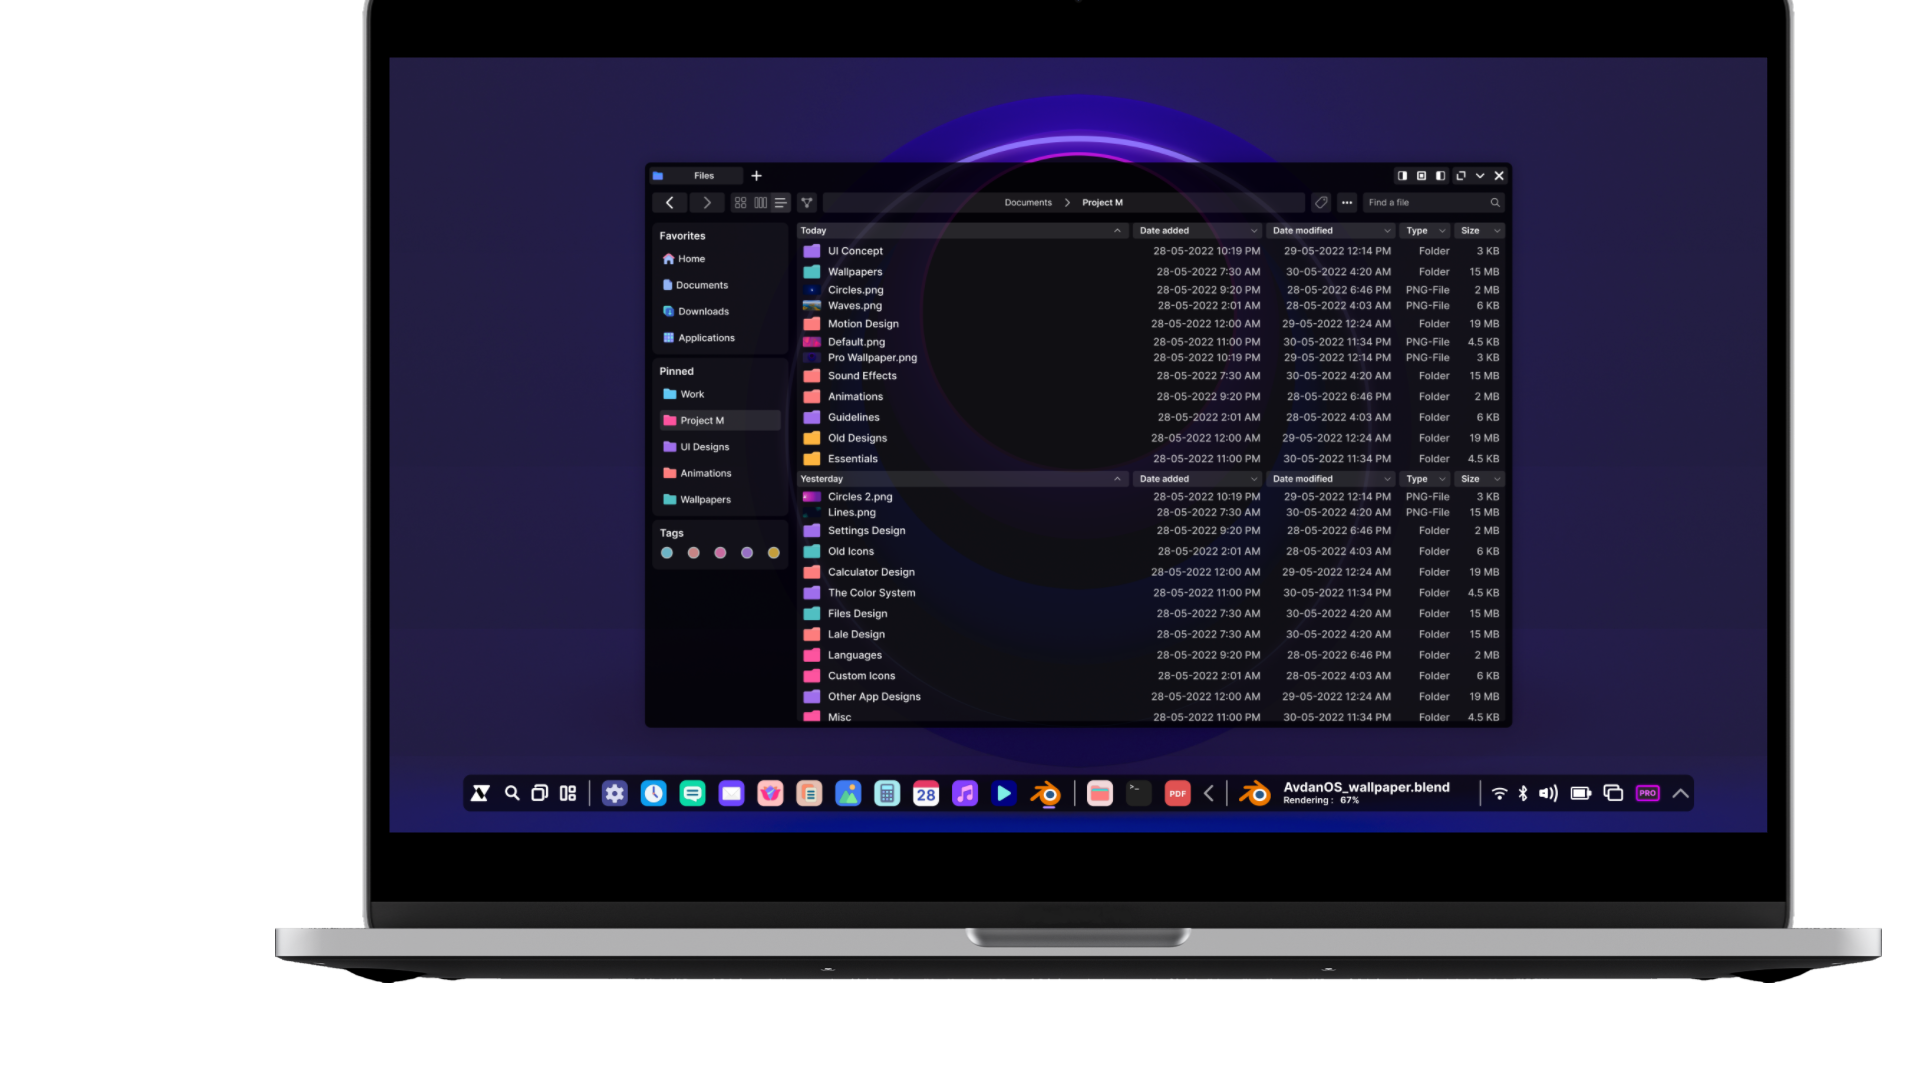 Files
Documents > Project M
Find a file
Favorites
Home
Documents
Downloads
Applications
Pinned
Work
Project M
UI Designs
Animations
Wallpapers
Tags
Today Date added Date modified Type Size
UI Concept 28-05-2022 10:19 PM 29-05-2022 12:14 PM Folder 3 KB
Wallpapers 28-05-2022 7:30 AM 30-05-2022 4:20 AM Folder 15 MB
Circles.png 28-05-2022 9:20 PM 28-05-2022 6:46 PM PNG-File 2 MB
Waves.png 28-05-2022 2:01 AM 28-05-2022 4:03 AM PNG-File 6 KB
Motion Design 28-05-2022 12:00 AM 29-05-2022 12:24 AM Folder 19 MB
Default.png 28-05-2022 11:00 PM 30-05-2022 11:34 PM PNG-File 4.5 KB
Pro Wallpaper.png 28-05-2022 10:19 PM 29-05-2022 12:14 PM PNG-File 3 KB
Sound Effects 28-05-2022 7:30 AM 30-05-2022 4:20 AM Folder 15 MB
Animations 28-05-2022 9:20 PM 28-05-2022 6:46 PM Folder 2 MB
Guidelines 28-05-2022 2:01 AM 28-05-2022 4:03 AM Folder 6 KB
Old Designs 28-05-2022 12:00 AM 29-05-2022 12:24 AM Folder 19 MB
Essentials 28-05-2022 11:00 PM 30-05-2022 11:34 PM Folder 4.5 KB
Yesterday Date added Date modified Type Size
Circles 2.png 28-05-2022 10:19 PM 29-05-2022 12:14 PM PNG-File 3 KB
Lines.png 28-05-2022 7:30 AM 30-05-2022 4:20 AM PNG-File 15 MB
Settings Design 28-05-2022 9:20 PM 28-05-2022 6:46 PM Folder 2 MB
Old Icons 28-05-2022 2:01 AM 28-05-2022 4:03 AM Folder 6 KB
Calculator Design 28-05-2022 12:00 AM 29-05-2022 12:24 AM Folder 19 MB
The Color System 28-05-2022 11:00 PM 30-05-2022 11:34 PM Folder 4.5 KB
Files Design 28-05-2022 7:30 AM 30-05-2022 4:20 AM Folder 15 MB
Lale Design 28-05-2022 7:30 AM 30-05-2022 4:20 AM Folder 15 MB
Languages 28-05-2022 9:20 PM 28-05-2022 6:46 PM Folder 2 MB
Custom Icons 28-05-2022 2:01 AM 28-05-2022 4:03 AM Folder 6 KB
Other App Designs 28-05-2022 12:00 AM 29-05-2022 12:24 AM Folder 19 MB
Misc 28-05-2022 11:00 PM 30-05-2022 11:34 PM Folder 4.5 KB
28
>_
PDF
AvdanOS_wallpaper.blend
Rendering : 67%
PRO